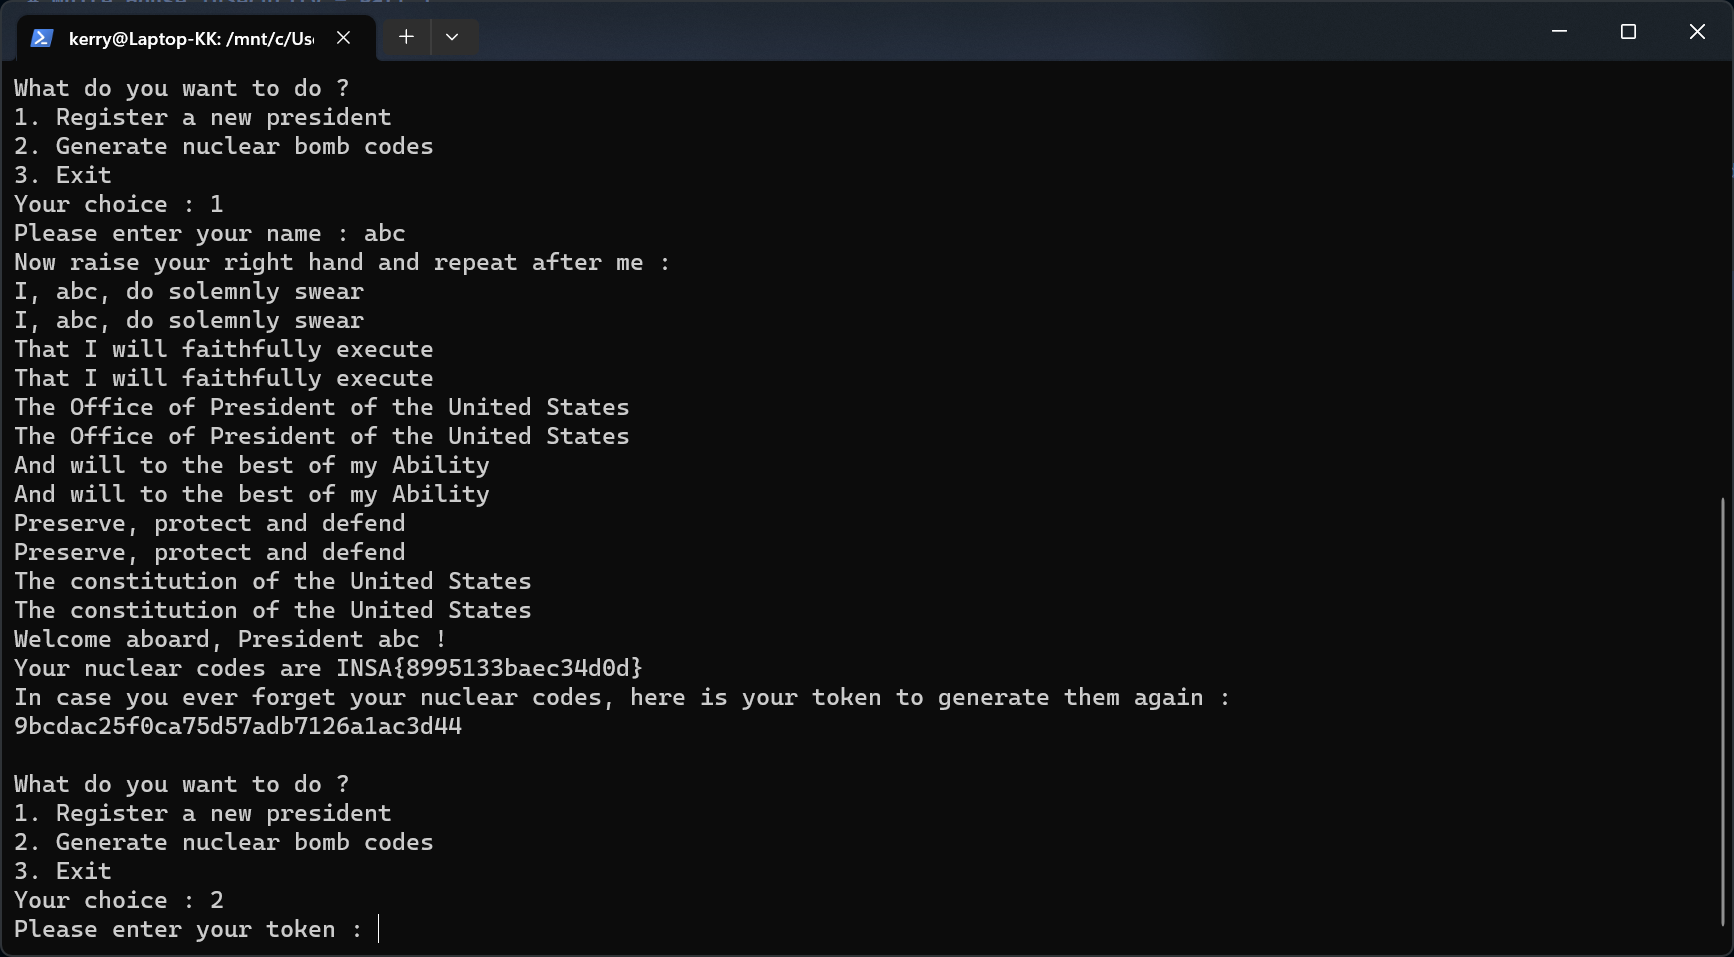 kerry@Laptop-KK: /mnt/c/Us
What do you want to do ?
1. Register a new president
2. Generate nuclear bomb codes
3. Exit
Your choice : 1
Please enter your name : abc
Now raise your right hand and repeat after me :
I, abc, do solemnly swear
I, abc, do solemnly swear
That I will faithfully execute
That I will faithfully execute
The Office of President of the United States
The Office of President of the United States
And will to the best of my Ability
And will to the best of my Ability
Preserve, protect and defend
Preserve, protect and defend
The constitution of the United States
The constitution of the United States
Welcome aboard, President abc !
Your nuclear codes are INSA{8995133baec34d0d}
In case you ever forget your nuclear codes, here is your token to generate them again :
9bcdac25f0ca75d57adb7126a1ac3d44
What do you want to do ?
1. Register a new president
2. Generate nuclear bomb codes
3. Exit
Your choice : 2
Please enter your token :